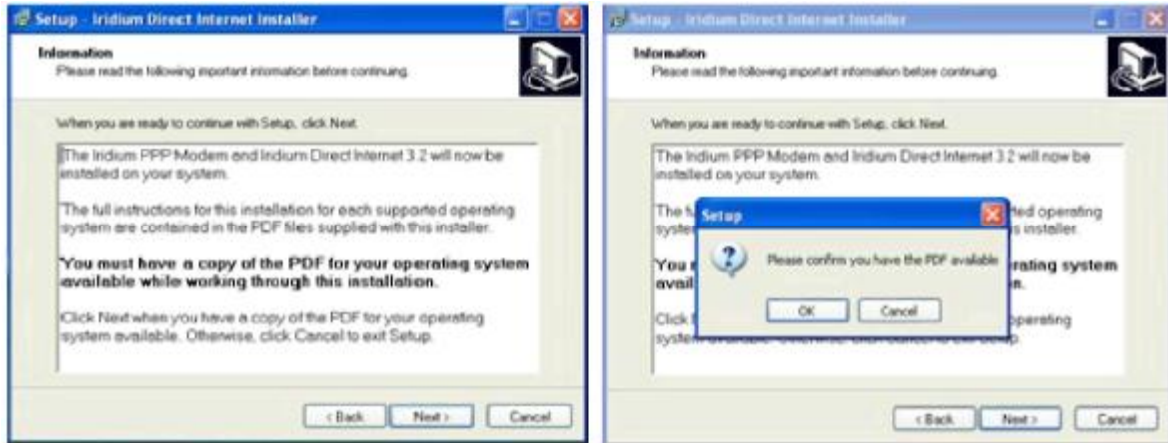 Setup - Iridium Direct Internet Installer
Information
Please read the following important information before continuing.
When you are ready to continue with Setup, click Next.
The Iridium PPP Modem and Iridium Direct Internet 3.2 will now be
installed on your system.
The full instructions for this installation for each supported operating
system are contained in the PDF files supplied with this installer.
You must have a copy of the PDF for your operating system
available while working through this installation.
Click Next when you have a copy of the PDF for your operating
system available. Otherwise, click Cancel to exit Setup.
< Back
Next >
Cancel
Setup - Iridium Direct Internet Installer
Information
Please read the following important information before continuing.
When you are ready to continue with Setup, click Next.
The Iridium PPP Modem and Iridium Direct Internet 3.2 will now be
installed on your system.
Setup
Please confirm you have the PDF available
OK
Cancel
operating
installer.
rating system
operating
< Back
Next >
Cancel